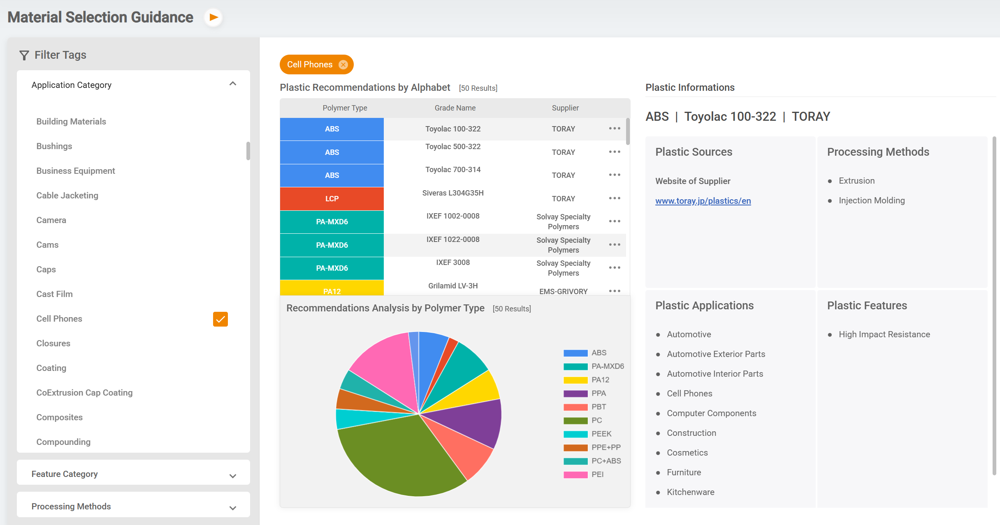 Material Selection Guidance
Filter Tags
Application Category
Building Materials
Bushings
Business Equipment
Cable Jacketing
Camera
Cams
Caps
Cast Film
Cell Phones
Closures
Coating
CoExtrusion Cap Coating
Composites
Compounding
Feature Category
Processing Methods
Cell Phones
Plastic Recommendations by Alphabet [50 Results]
Polymer Type Grade Name Supplier
ABS Toyolac 100-322 TORAY
ABS Toyolac 500-322 TORAY
ABS Toyolac 700-314 TORAY
LCP Siveras L304G35H TORAY
PA-MXD6 IXEF 1002-0008 Solvay Specialty
Polymers
PA-MXD6 IXEF 1022-0008 Solvay Specialty
Polymers
PA-MXD6 IXEF 3008 Solvay Specialty
Polymers
PA12 Grilamid LV-3H EMS-GRIVORY
Recommendations Analysis by Polymer Type [50 Results]
ABS
PA-MXD6
PA12
PPA
PBT
PC
PEEK
PPE+PP
PC+ABS
PEI
Plastic Informations
ABS | Toyolac 100-322 | TORAY
Plastic Sources
Website of Supplier
www.toray.jp/plastics/en
Processing Methods
Extrusion
Injection Molding
Plastic Applications
Automotive
Automotive Exterior Parts
Automotive Interior Parts
Cell Phones
Computer Components
Construction
Cosmetics
Furniture
Kitchenware
Plastic Features
High Impact Resistance